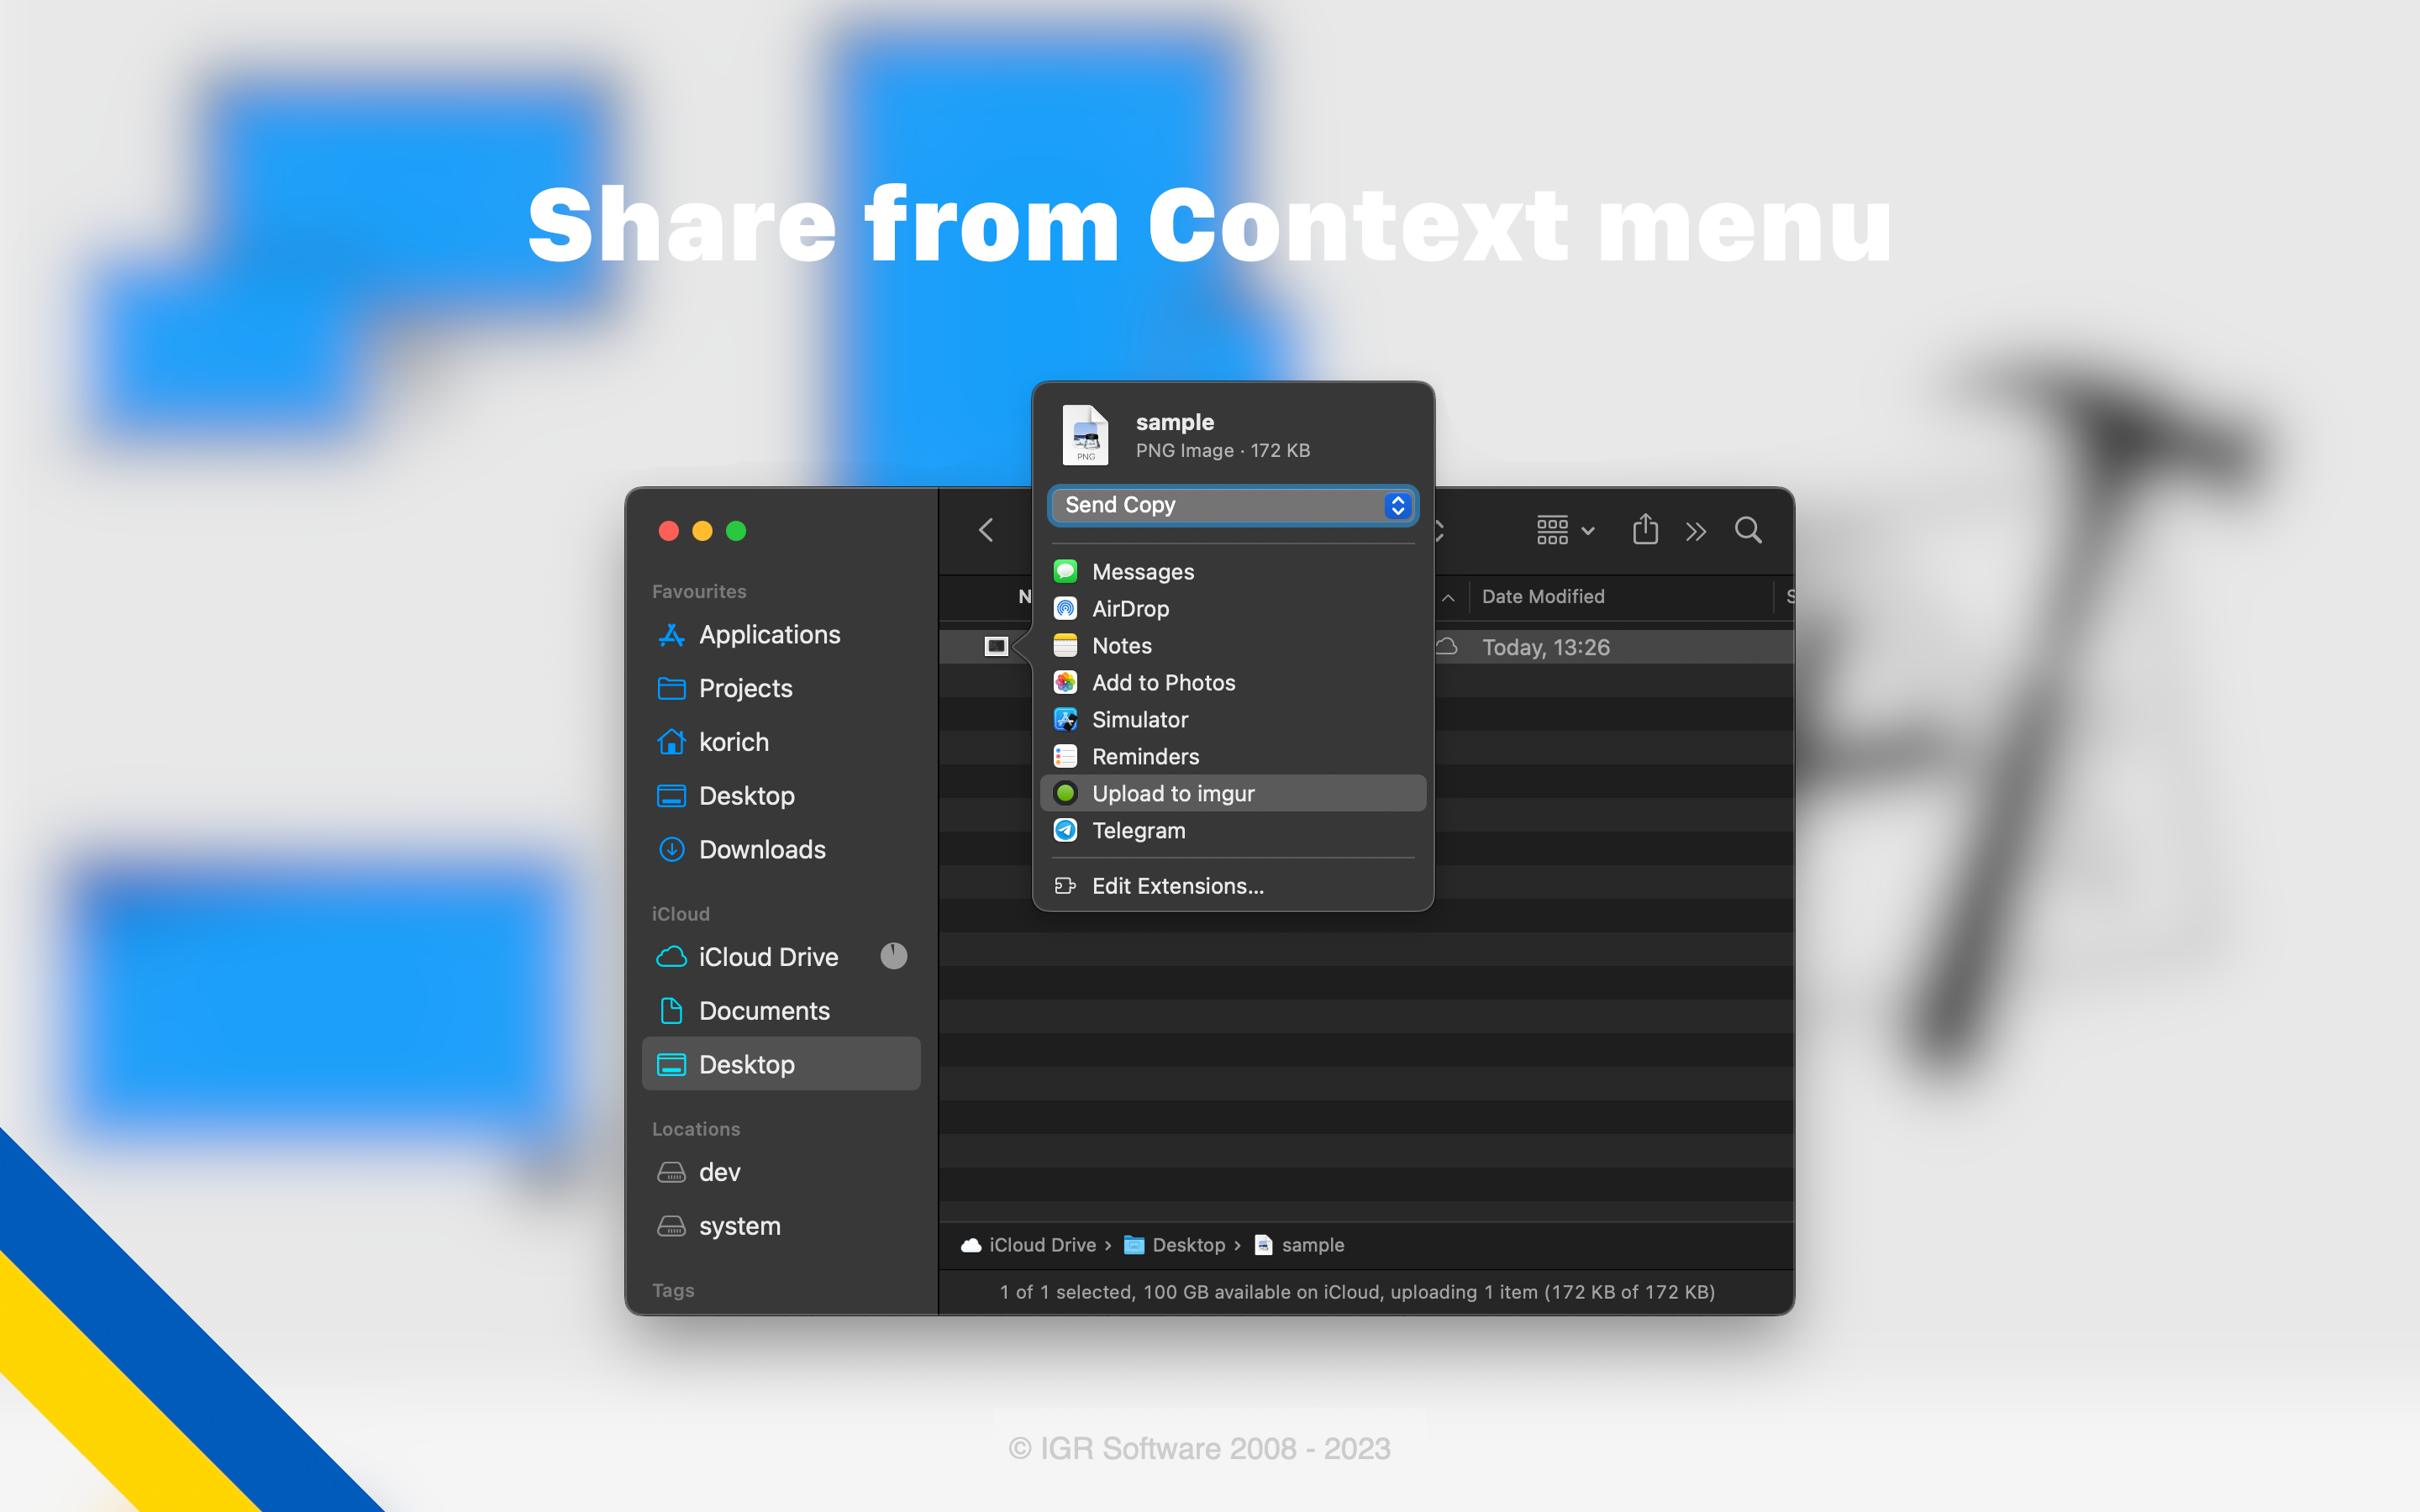 Share from Context menu
sample
PNG Image · 172 KB
PNG
Send Copy
Messages
AirDrop
Notes
Add to Photos
Simulator
Reminders
Upload to imgur
Telegram
Edit Extensions...
Favourites
Applications
Projects
korich
Desktop
Downloads
iCloud
iCloud Drive
Documents
Desktop
Locations
dev
system
Tags
Date Modified
Today, 13:26
iCloud Drive › Desktop › sample
1 of 1 selected, 100 GB available on iCloud, uploading 1 item (172 KB of 172 KB)
© IGR Software 2008 - 2023